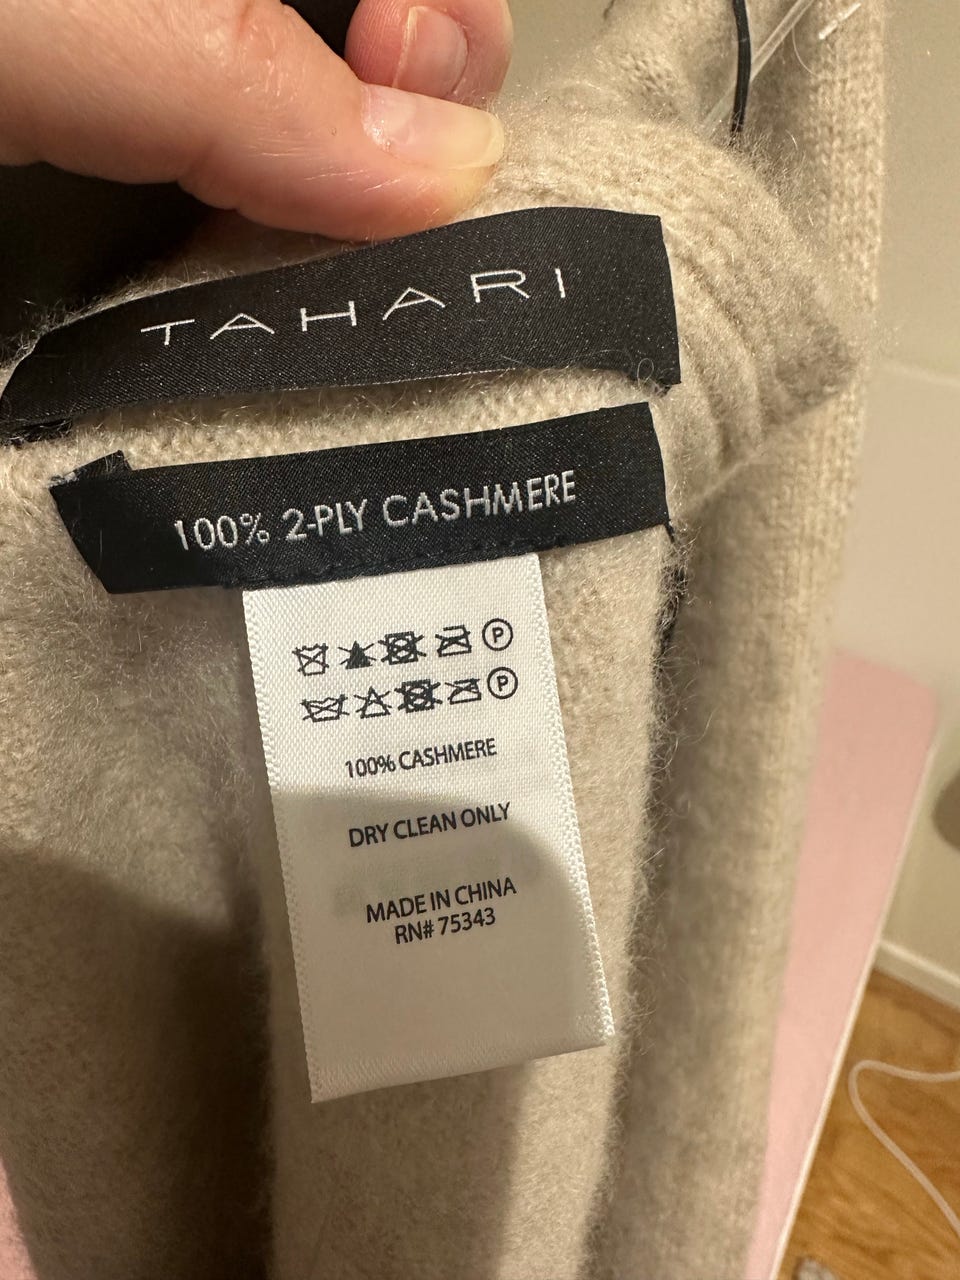 TAHARI
100% 2-PLY CASHMERE
P
P
100% CASHMERE
DRY CLEAN ONLY
MADE IN CHINA
RN# 75343